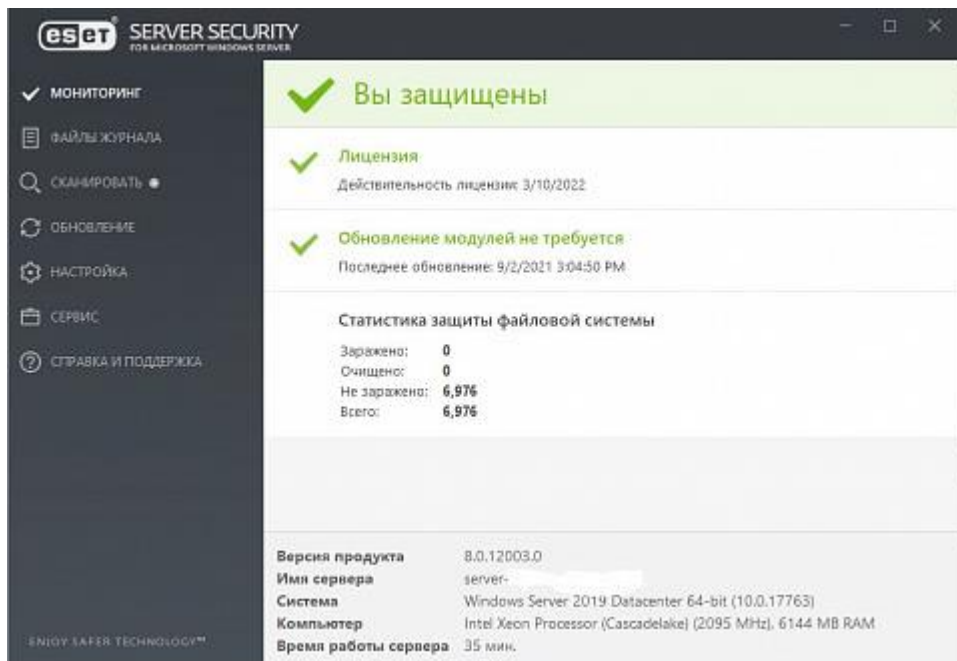 eset SERVER SECURITY
FOR MICROSOFT WINDOWS SERVER
МОНИТОРИНГ
ФАЙЛЫ ЖУРНАЛА
СКАНИРОВАТЬ
ОБНОВЛЕНИЕ
НАСТРОЙКА
СЕРВИС
СПРАВКА И ПОДДЕРЖКА
ENJOY SAFER TECHNOLOGY™
Вы защищены
Лицензия
Действительность лицензии: 3/10/2022
Обновление модулей не требуется
Последнее обновление: 9/2/2021 3:04:50 PM
Статистика защиты файловой системы
Заражено: 0
Очищено: 0
Не заражено: 6,976
Всего: 6,976
Версия продукта 8.0.12003.0
Имя сервера server-
Система Windows Server 2019 Datacenter 64-bit (10.0.17763)
Компьютер Intel Xeon Processor (Cascadelake) (2095 MHz), 6144 MB RAM
Время работы сервера 35 мин.